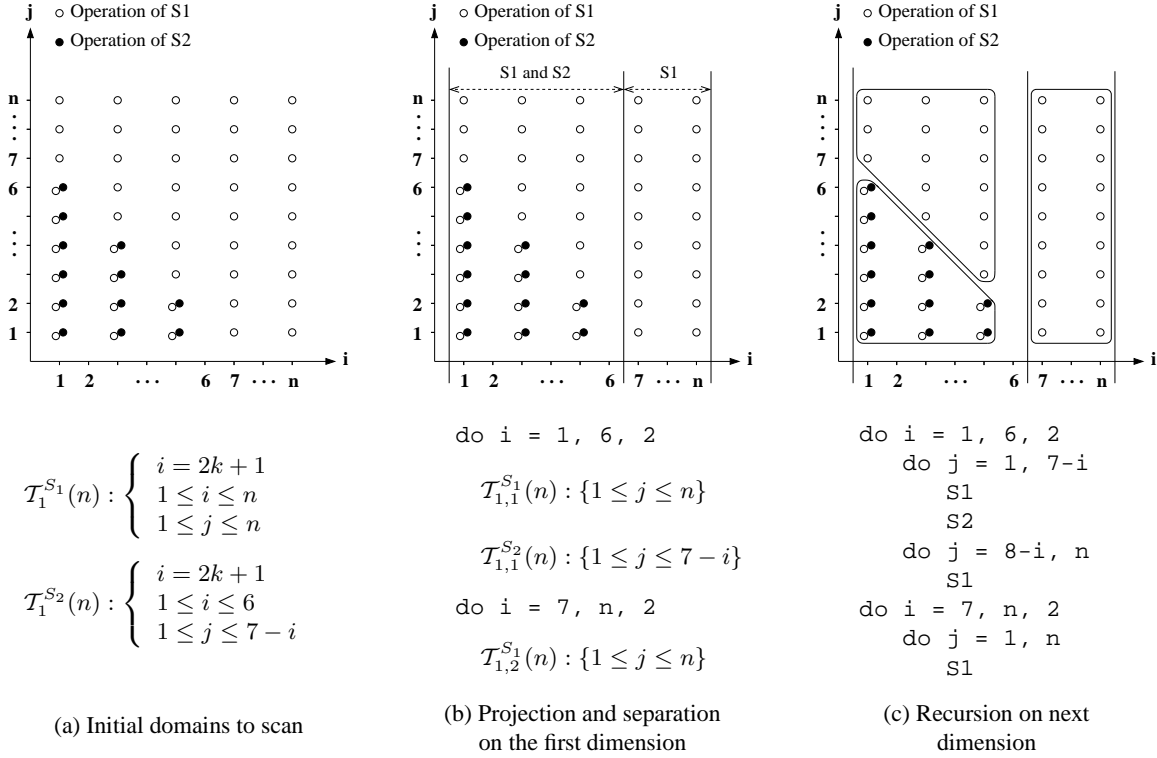 j
○ Operation of S1
● Operation of S2
n
7
6
2
1
1 2 ··· 6 7 ··· n
i
𝒯₁^{S₁}(n) : { i = 2k + 1
1 ≤ i ≤ n
1 ≤ j ≤ n
𝒯₁^{S₂}(n) : { i = 2k + 1
1 ≤ i ≤ 6
1 ≤ j ≤ 7 − i
(a) Initial domains to scan
j
○ Operation of S1
● Operation of S2
S1 and S2 S1
n
7
6
2
1
1 2 ··· 6 7 ··· n
i
do i = 1, 6, 2
𝒯_{1,1}^{S₁}(n) : {1 ≤ j ≤ n}
𝒯_{1,1}^{S₂}(n) : {1 ≤ j ≤ 7 − i}
do i = 7, n, 2
𝒯_{1,2}^{S₁}(n) : {1 ≤ j ≤ n}
(b) Projection and separation
on the first dimension
j
○ Operation of S1
● Operation of S2
n
7
6
2
1
1 2 ··· 6 7 ··· n
i
do i = 1, 6, 2
do j = 1, 7-i
S1
S2
do j = 8-i, n
S1
do i = 7, n, 2
do j = 1, n
S1
(c) Recursion on next
dimension